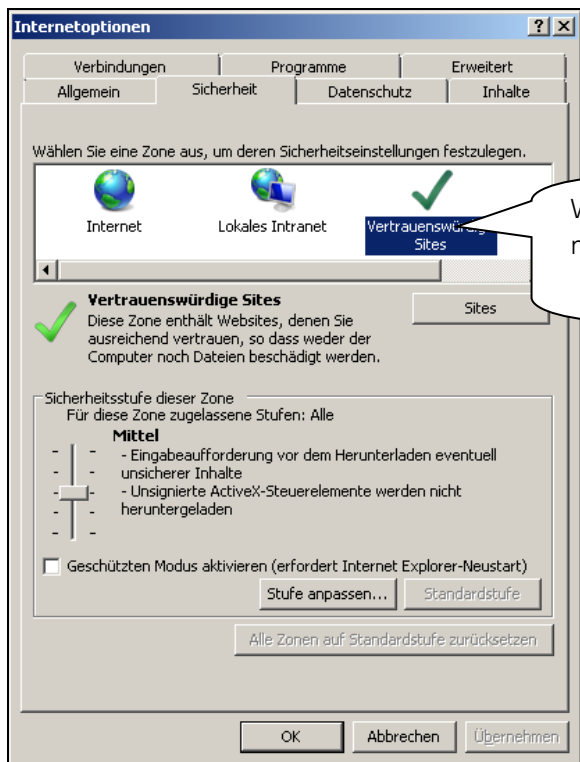 Internetoptionen
Verbindungen Programme Erweitert
Allgemein Sicherheit Datenschutz Inhalte
Wählen Sie eine Zone aus, um deren Sicherheitseinstellungen festzulegen.
Internet Lokales Intranet
Sites
Vertrauenswürdige Sites
Sites
Diese Zone enthält Websites, denen Sie
ausreichend vertrauen, so dass weder der
Computer noch Dateien beschädigt werden.
Sicherheitsstufe dieser Zone
Für diese Zone zugelassene Stufen: Alle
Mittel
- Eingabeaufforderung vor dem Herunterladen eventuell
unsicherer Inhalte
- Unsignierte ActiveX-Steuerelemente werden nicht
heruntergeladen
Geschützten Modus aktivieren (erfordert Internet Explorer-Neustart)
Stufe anpassen... Standardstufe
Alle Zonen auf Standardstufe zurücksetzen
OK Abbrechen Übernehmen